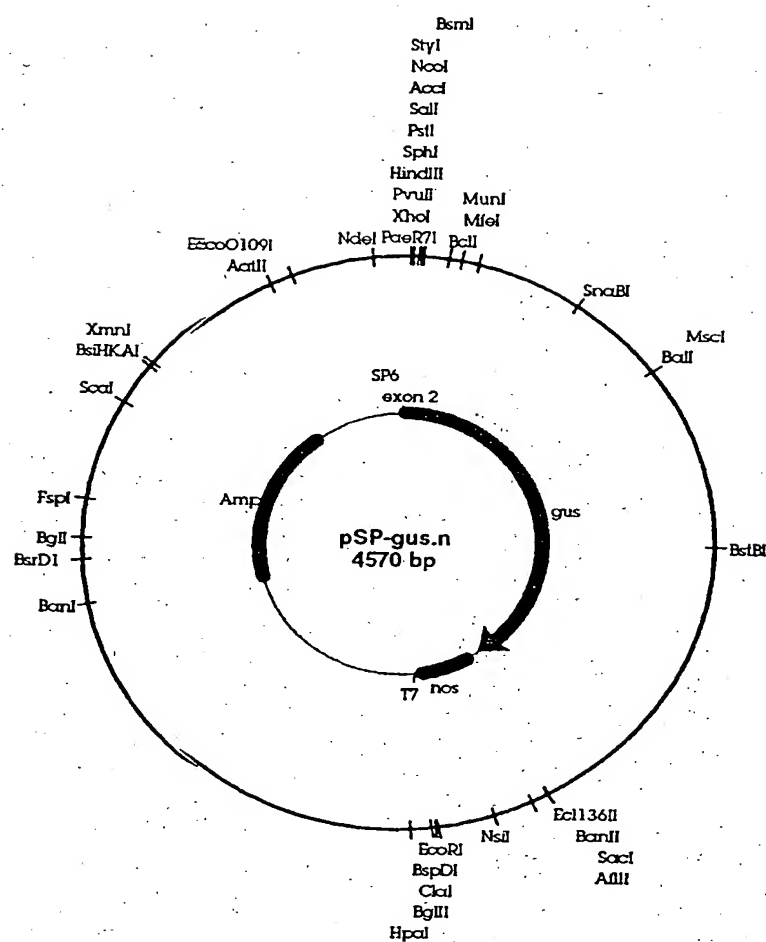 BsmI
StyI
NcoI
AccI
SalI
PstI
SphI
HindIII
PvuII
XhoI
PaeR7I
MunI
MfeI
BclI
NdeI
EcoO109I
AatII
SnaBI
XmnI
BsiHKAI
MscI
BalI
ScaI
SP6
exon 2
FspI
Amp
gus
BglI
BsrDI
pSP-gus.n
4570 bp
BstBI
BanI
T7
nos
Ecl136II
BanII
SacI
AflII
NsiI
EcoRI
BspDI
ClaI
BglII
HpaI